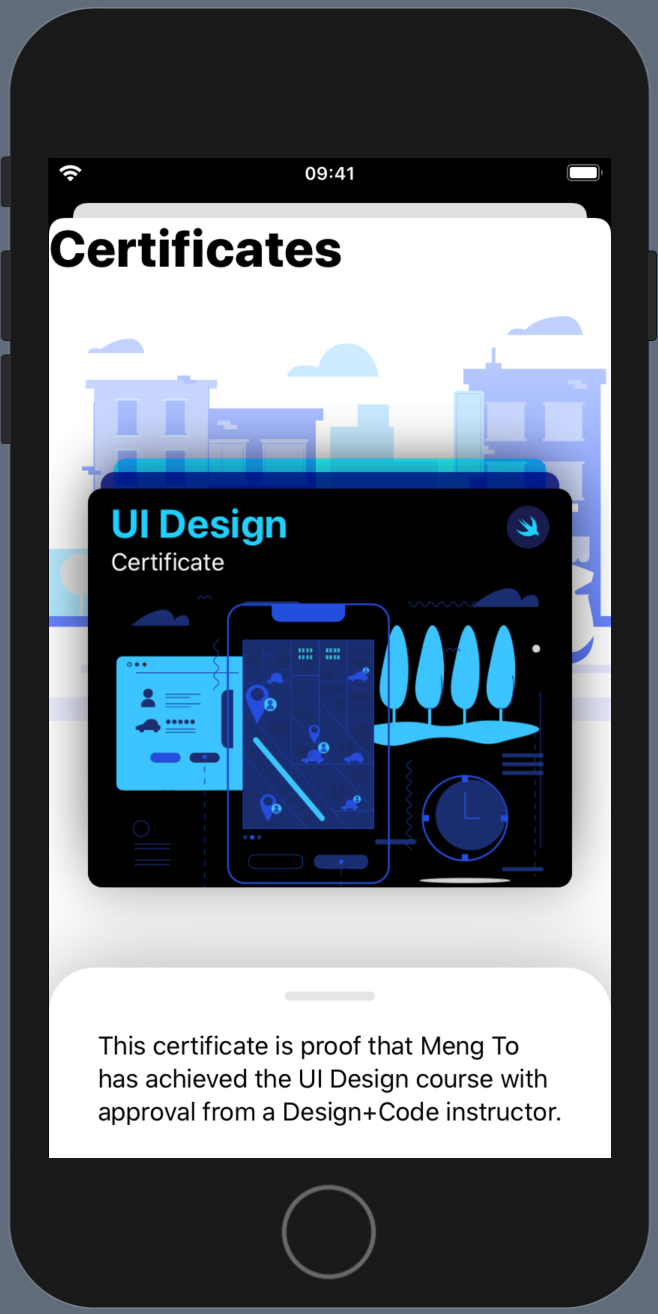 09:41
Certificates
UI Design
Certificate
This certificate is proof that Meng To
has achieved the UI Design course with
approval from a Design+Code instructor.